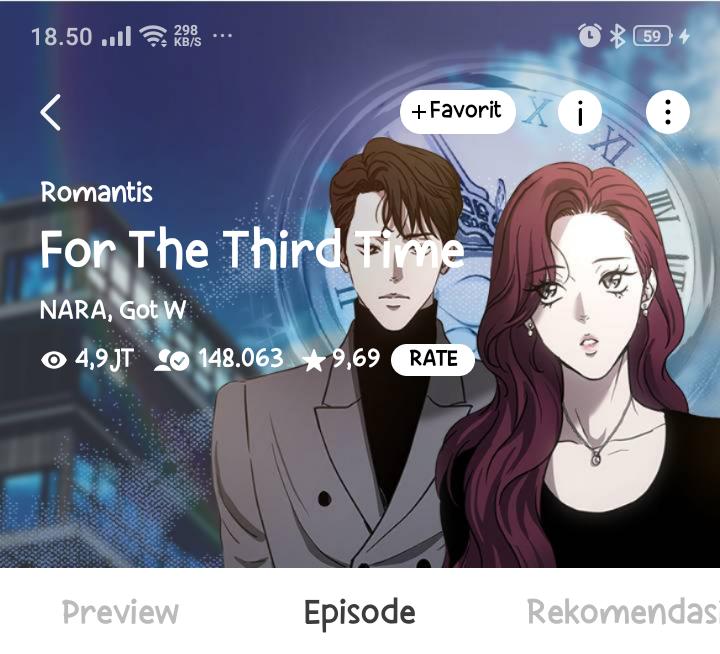 18.50 298 KB/S ... 59
+Favorit i
X XI
Romantis
For The Third Time
NARA, Got W
4,9JT 148.063 9,69 RATE
Preview Episode Rekomendasi